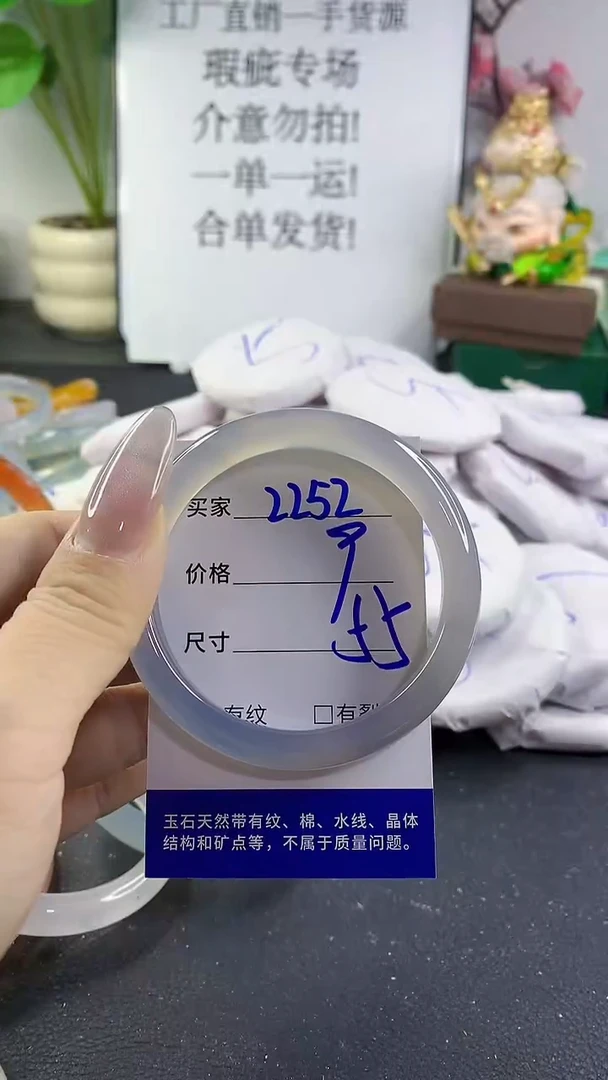 工厂直销一手货源
瑕疵专场
介意勿拍!
一单一运!
合单发货!
买家 2252
价格
尺寸
有纹 □有裂
玉石天然带有纹、棉、水线、晶体
结构和矿点等，不属于质量问题。